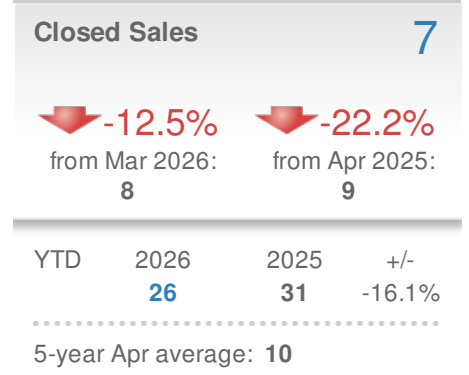 Closed Sales 7
-12.5% -22.2%
from Mar 2026: from Apr 2025:
8 9
YTD 2026 2025 +/-
26 31 -16.1%
5-year Apr average: 10